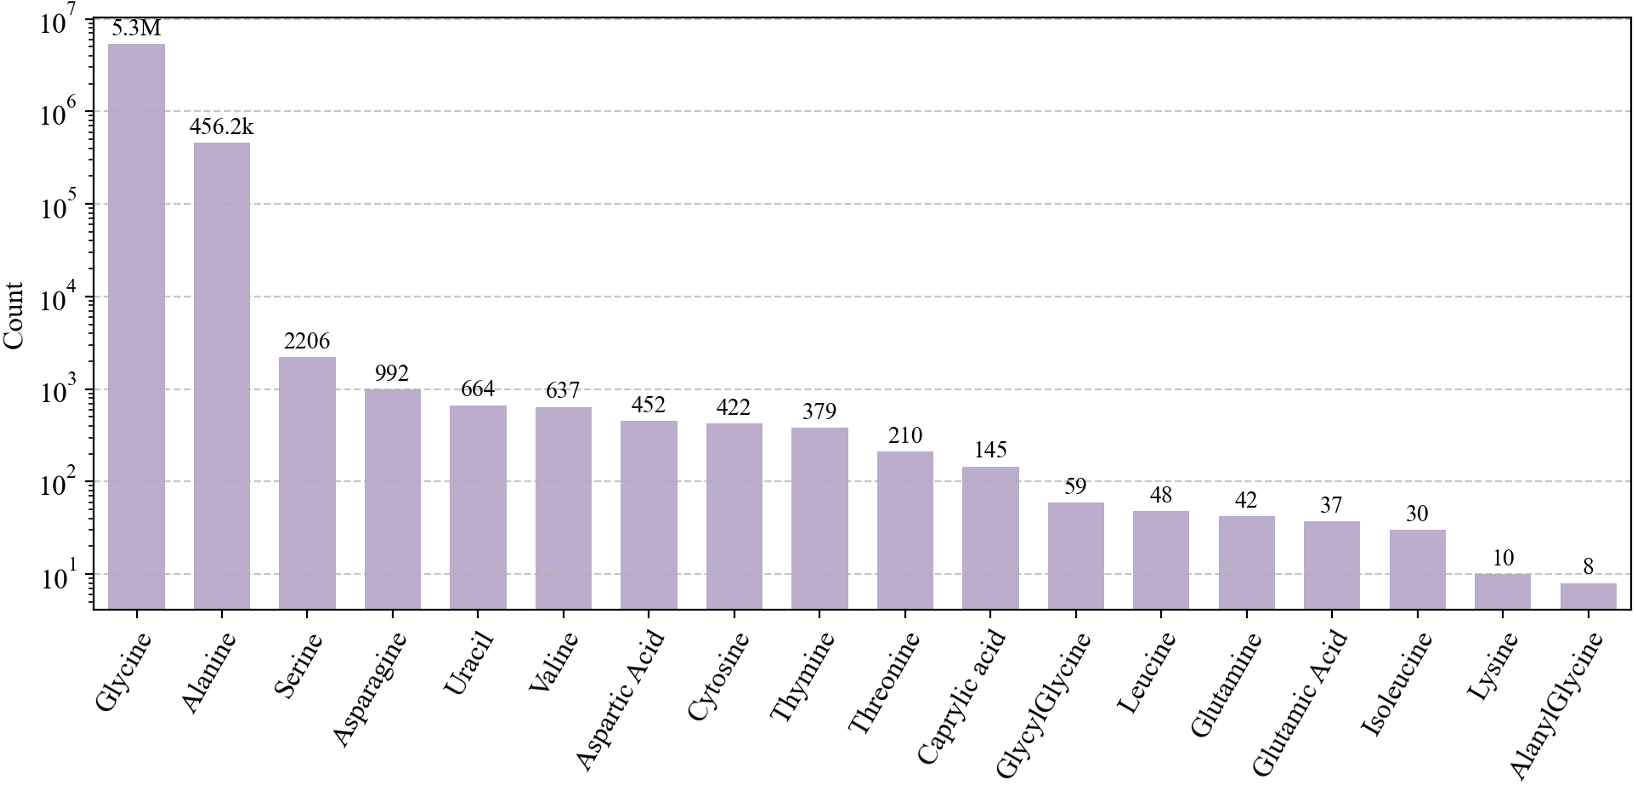 10^7
10^6
10^5
10^4
10^3
10^2
10^1
Count
5.3M
456.2k
2206
992
664
637
452
422
379
210
145
59
48
42
37
30
10
8
Glycine
Alanine
Serine
Asparagine
Uracil
Valine
Aspartic Acid
Cytosine
Thymine
Threonine
Caprylic acid
GlycylGlycine
Leucine
Glutamine
Glutamic Acid
Isoleucine
Lysine
AlanylGlycine